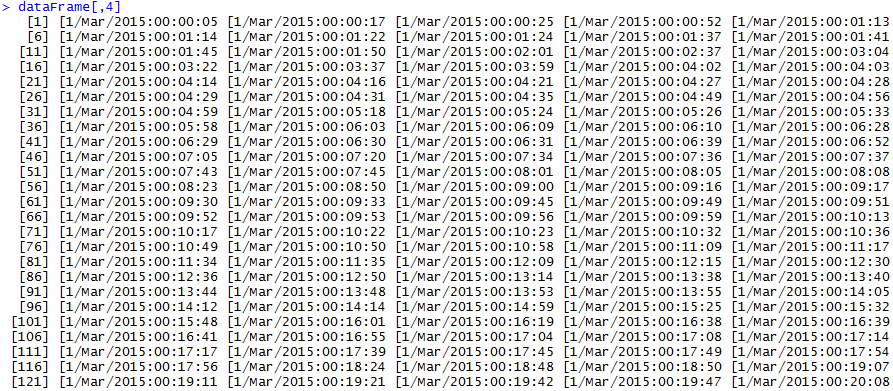 > dataFrame[,4]
[1] [1/Mar/2015:00:00:05 [1/Mar/2015:00:00:17 [1/Mar/2015:00:00:25 [1/Mar/2015:00:00:52 [1/Mar/2015:00:01:13
[6] [1/Mar/2015:00:01:14 [1/Mar/2015:00:01:22 [1/Mar/2015:00:01:24 [1/Mar/2015:00:01:37 [1/Mar/2015:00:01:41
[11] [1/Mar/2015:00:01:45 [1/Mar/2015:00:01:50 [1/Mar/2015:00:02:01 [1/Mar/2015:00:02:37 [1/Mar/2015:00:03:04
[16] [1/Mar/2015:00:03:22 [1/Mar/2015:00:03:37 [1/Mar/2015:00:03:59 [1/Mar/2015:00:04:02 [1/Mar/2015:00:04:03
[21] [1/Mar/2015:00:04:14 [1/Mar/2015:00:04:16 [1/Mar/2015:00:04:21 [1/Mar/2015:00:04:27 [1/Mar/2015:00:04:28
[26] [1/Mar/2015:00:04:29 [1/Mar/2015:00:04:31 [1/Mar/2015:00:04:35 [1/Mar/2015:00:04:49 [1/Mar/2015:00:04:56
[31] [1/Mar/2015:00:04:59 [1/Mar/2015:00:05:18 [1/Mar/2015:00:05:24 [1/Mar/2015:00:05:26 [1/Mar/2015:00:05:33
[36] [1/Mar/2015:00:05:58 [1/Mar/2015:00:06:03 [1/Mar/2015:00:06:09 [1/Mar/2015:00:06:10 [1/Mar/2015:00:06:28
[41] [1/Mar/2015:00:06:29 [1/Mar/2015:00:06:30 [1/Mar/2015:00:06:31 [1/Mar/2015:00:06:39 [1/Mar/2015:00:06:52
[46] [1/Mar/2015:00:07:05 [1/Mar/2015:00:07:20 [1/Mar/2015:00:07:34 [1/Mar/2015:00:07:36 [1/Mar/2015:00:07:37
[51] [1/Mar/2015:00:07:43 [1/Mar/2015:00:07:45 [1/Mar/2015:00:08:01 [1/Mar/2015:00:08:05 [1/Mar/2015:00:08:08
[56] [1/Mar/2015:00:08:23 [1/Mar/2015:00:08:50 [1/Mar/2015:00:09:00 [1/Mar/2015:00:09:16 [1/Mar/2015:00:09:17
[61] [1/Mar/2015:00:09:30 [1/Mar/2015:00:09:33 [1/Mar/2015:00:09:45 [1/Mar/2015:00:09:49 [1/Mar/2015:00:09:51
[66] [1/Mar/2015:00:09:52 [1/Mar/2015:00:09:53 [1/Mar/2015:00:09:56 [1/Mar/2015:00:09:59 [1/Mar/2015:00:10:13
[71] [1/Mar/2015:00:10:17 [1/Mar/2015:00:10:22 [1/Mar/2015:00:10:23 [1/Mar/2015:00:10:32 [1/Mar/2015:00:10:36
[76] [1/Mar/2015:00:10:49 [1/Mar/2015:00:10:50 [1/Mar/2015:00:10:58 [1/Mar/2015:00:11:09 [1/Mar/2015:00:11:17
[81] [1/Mar/2015:00:11:34 [1/Mar/2015:00:11:35 [1/Mar/2015:00:12:09 [1/Mar/2015:00:12:15 [1/Mar/2015:00:12:30
[86] [1/Mar/2015:00:12:36 [1/Mar/2015:00:12:50 [1/Mar/2015:00:13:14 [1/Mar/2015:00:13:38 [1/Mar/2015:00:13:40
[91] [1/Mar/2015:00:13:44 [1/Mar/2015:00:13:48 [1/Mar/2015:00:13:53 [1/Mar/2015:00:13:55 [1/Mar/2015:00:14:05
[96] [1/Mar/2015:00:14:12 [1/Mar/2015:00:14:14 [1/Mar/2015:00:14:59 [1/Mar/2015:00:15:25 [1/Mar/2015:00:15:32
[101] [1/Mar/2015:00:15:48 [1/Mar/2015:00:16:01 [1/Mar/2015:00:16:19 [1/Mar/2015:00:16:38 [1/Mar/2015:00:16:39
[106] [1/Mar/2015:00:16:41 [1/Mar/2015:00:16:55 [1/Mar/2015:00:17:04 [1/Mar/2015:00:17:08 [1/Mar/2015:00:17:14
[111] [1/Mar/2015:00:17:17 [1/Mar/2015:00:17:39 [1/Mar/2015:00:17:45 [1/Mar/2015:00:17:49 [1/Mar/2015:00:17:54
[116] [1/Mar/2015:00:17:56 [1/Mar/2015:00:18:24 [1/Mar/2015:00:18:48 [1/Mar/2015:00:18:50 [1/Mar/2015:00:19:07
[121] [1/Mar/2015:00:19:11 [1/Mar/2015:00:19:21 [1/Mar/2015:00:19:42 [1/Mar/2015:00:19:47 [1/Mar/2015:00:20:03